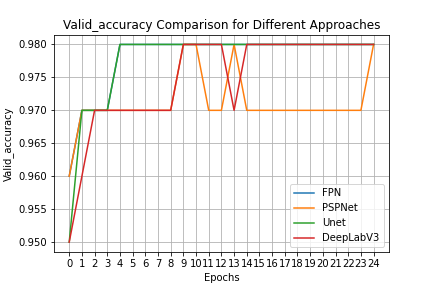 Valid_accuracy Comparison for Different Approaches
0.980
0.975
0.970
0.965
0.960
0.955
0.950
Valid_accuracy
FPN
PSPNet
Unet
DeepLabV3
0 1 2 3 4 5 6 7 8 9 10 11 12 13 14 15 16 17 18 19 20 21 22 23 24
Epochs